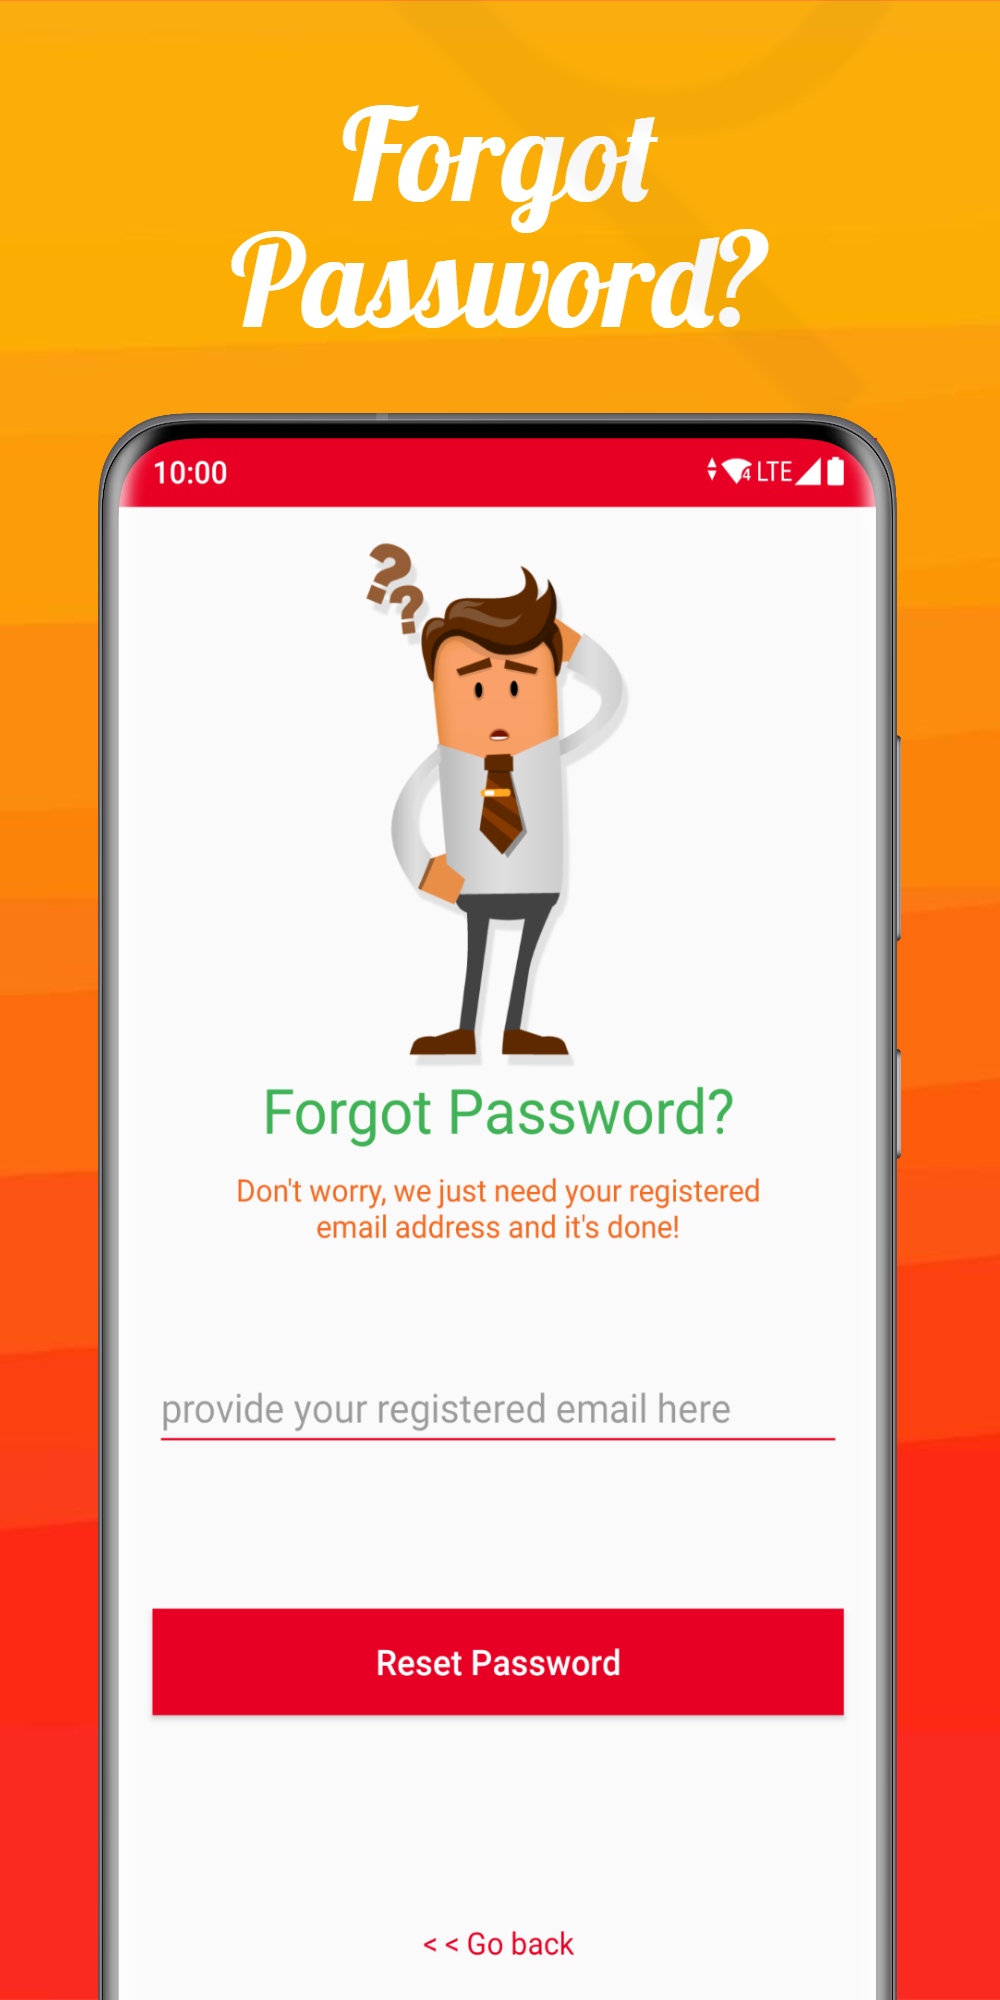 Forgot
Password?
10:00
4 LTE
? ?
Forgot Password?
Don't worry, we just need your registered
email address and it's done!
provide your registered email here
Reset Password
< < Go back